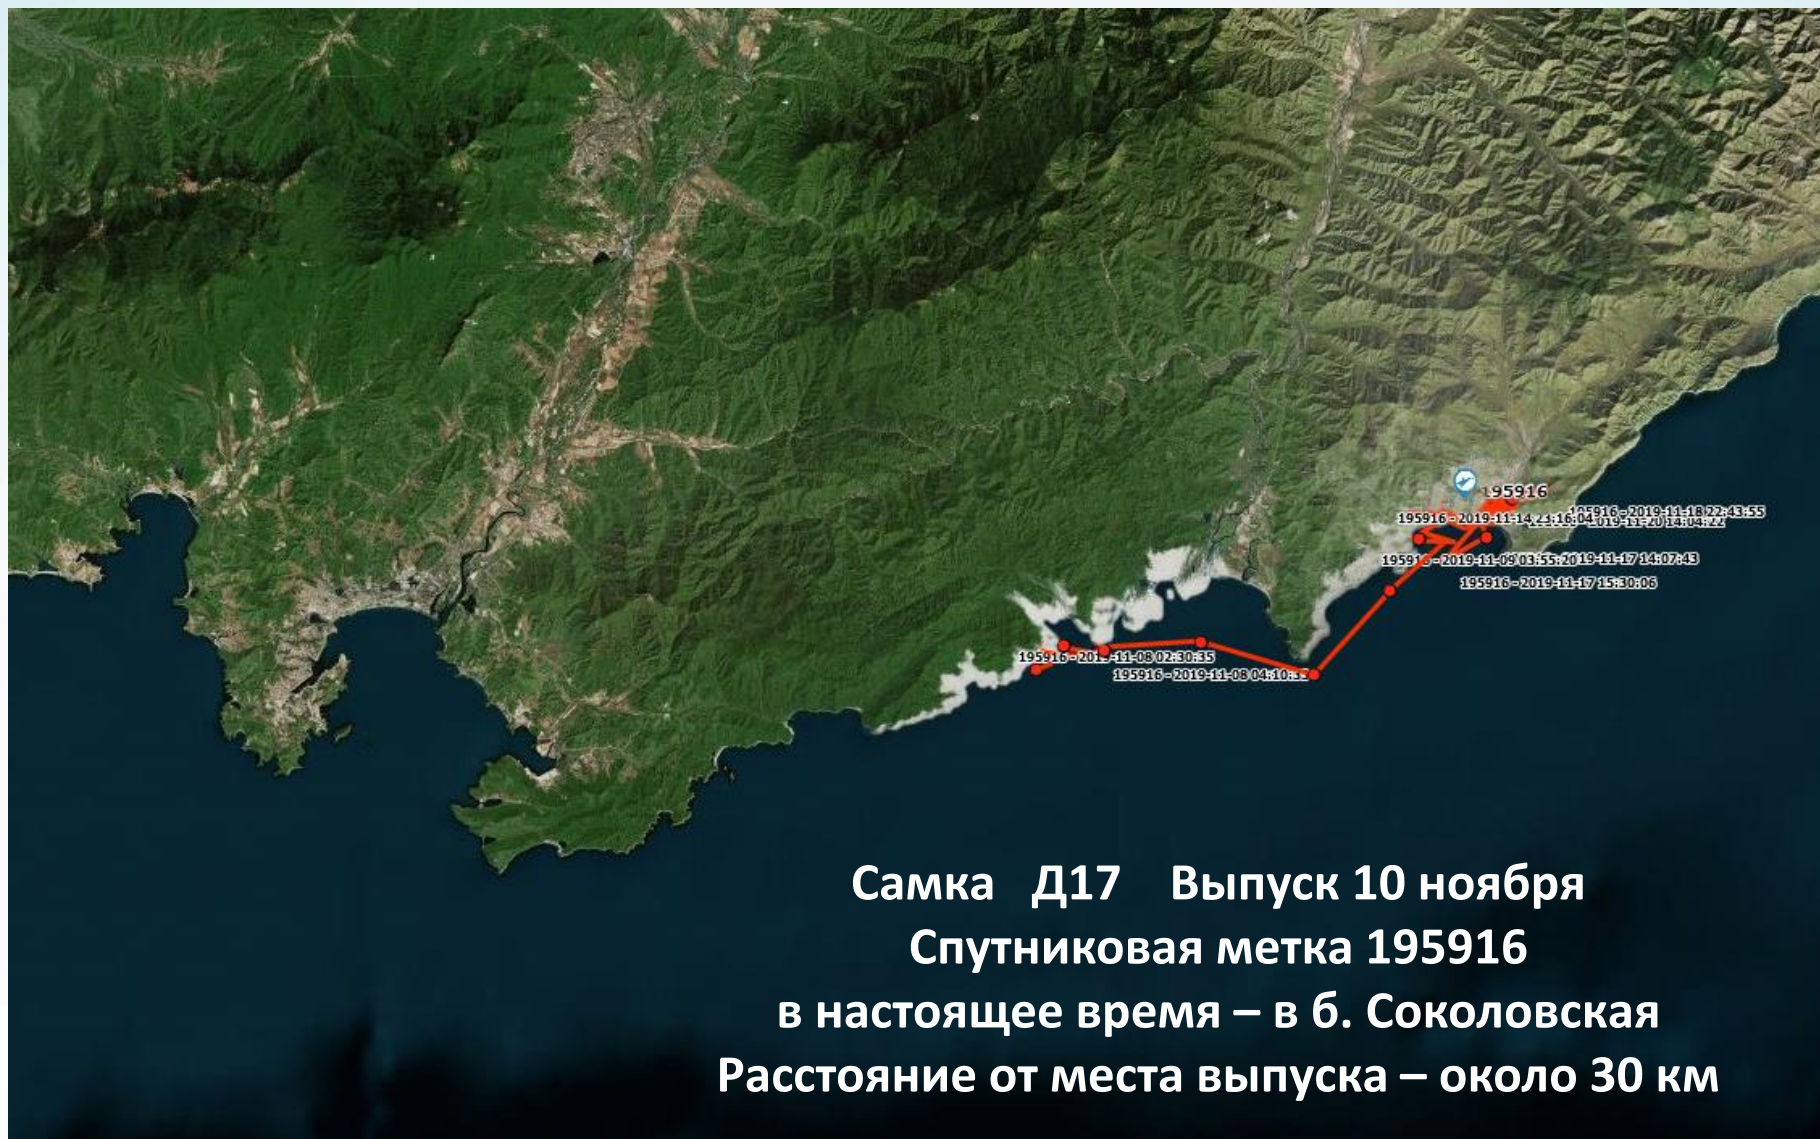 195916
195916 - 2019-11-18 22:43:55
195916 - 2019-11-14 23:16:04
2019-11-20 14:04:22
195916 - 2019-11-09 03:55:20
2019-11-17 14:07:43
195916 - 2019-11-17 15:30:06
195916 - 2019-11-08 02:30:35
195916 - 2019-11-08 04:10:35
Самка Д17 Выпуск 10 ноября
Спутниковая метка 195916
в настоящее время – в б. Соколовская
Расстояние от места выпуска – около 30 км